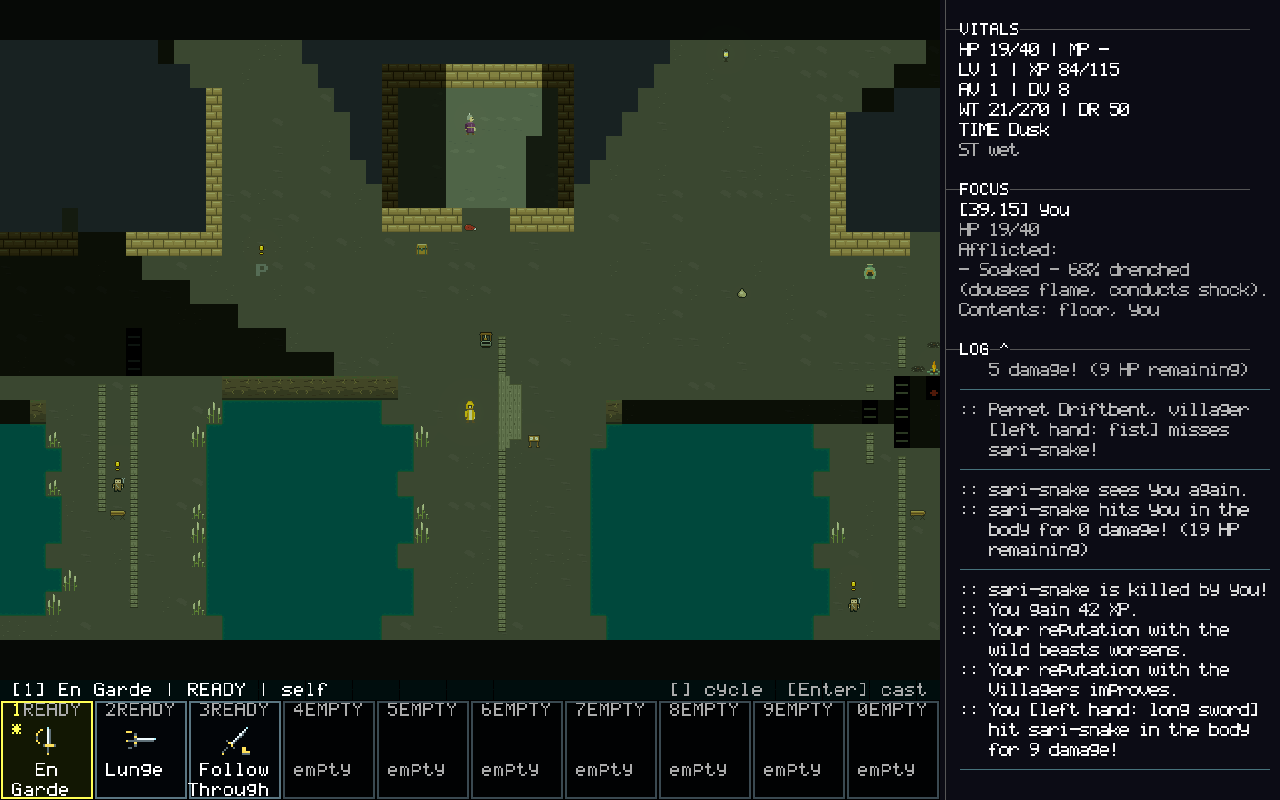 VITALS
HP 19/40 | MP -
LV 1 | XP 84/115
AV 1 | DV 8
WT 21/270 | DR 50
TIME Dusk
ST wet
FOCUS
[39,15] You
HP 19/40
Afflicted:
- Soaked - 68% drenched
(douses flame, conducts shock).
Contents: floor, You
LOG ^
5 damage! (9 HP remaining)
:: Perret Driftbent, villager
[left hand: fist] misses
sari-snake!
:: sari-snake sees You again.
:: sari-snake hits You in the
body for 0 damage! (19 HP
remaining)
:: sari-snake is killed by You!
:: You gain 42 XP.
:: Your rePutation with the
wild beasts worsens.
:: Your rePutation with the
Villagers imProves.
:: You [left hand: long sword]
hit sari-snake in the body
for 9 damage!
P
[1] En Garde | READY | self
[] cycle [Enter] cast
1READY 2READY 3READY 4EMPTY 5EMPTY 6EMPTY 7EMPTY 8EMPTY 9EMPTY 0EMPTY
*
En Garde
Lunge
Follow Through
emPty emPty emPty emPty emPty emPty emPty